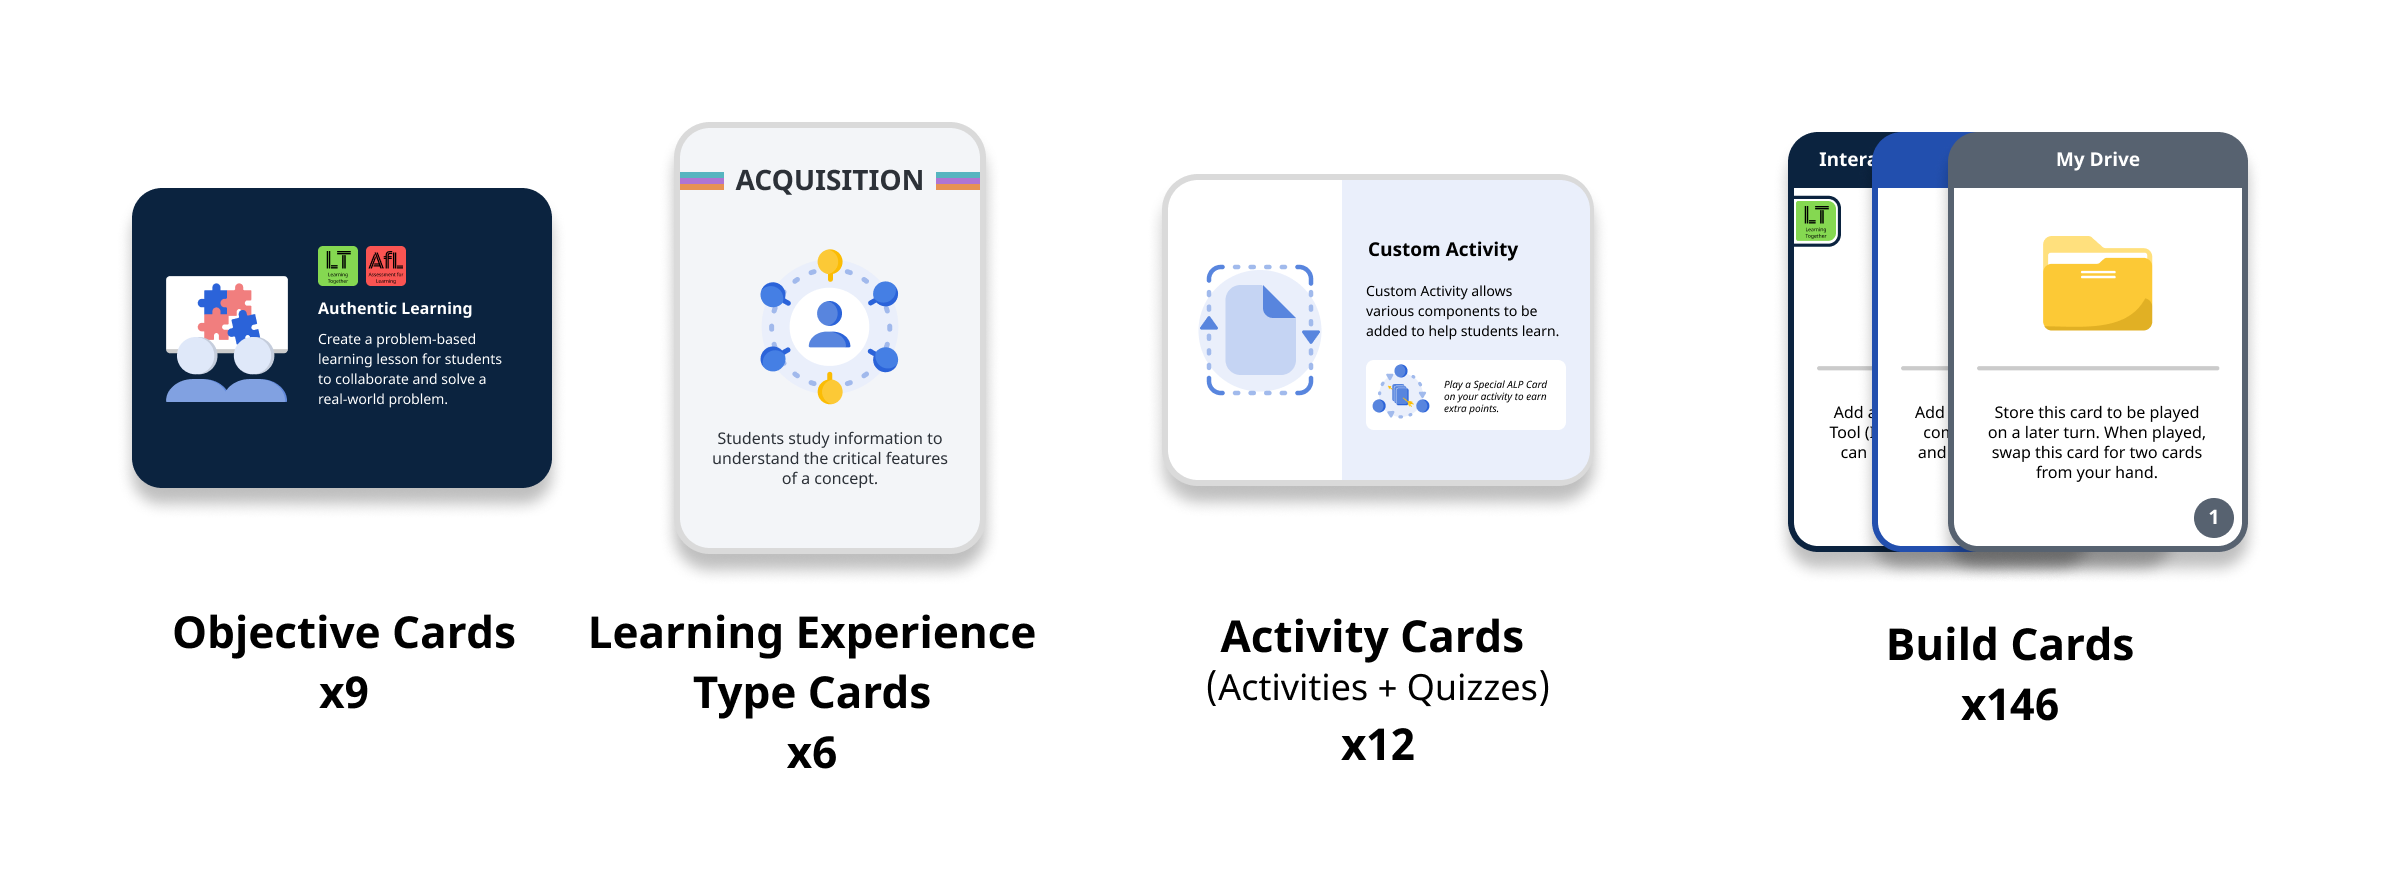 LT
Learning
Together
AfL
Assessment for
Learning
Authentic Learning
Create a problem-based
learning lesson for students
to collaborate and solve a
real-world problem.
Objective Cards
x9
ACQUISITION
Students study information to
understand the critical features
of a concept.
Learning Experience
Type Cards
x6
Custom Activity
Custom Activity allows
various components to be
added to help students learn.
Play a Special ALP Card
on your activity to earn
extra points.
Activity Cards
(Activities + Quizzes)
x12
LT
Learning
Together
Tool
can
Add
and
My Drive
Store this card to be played
on a later turn. When played,
swap this card for two cards
from your hand.
1
Build Cards
x146